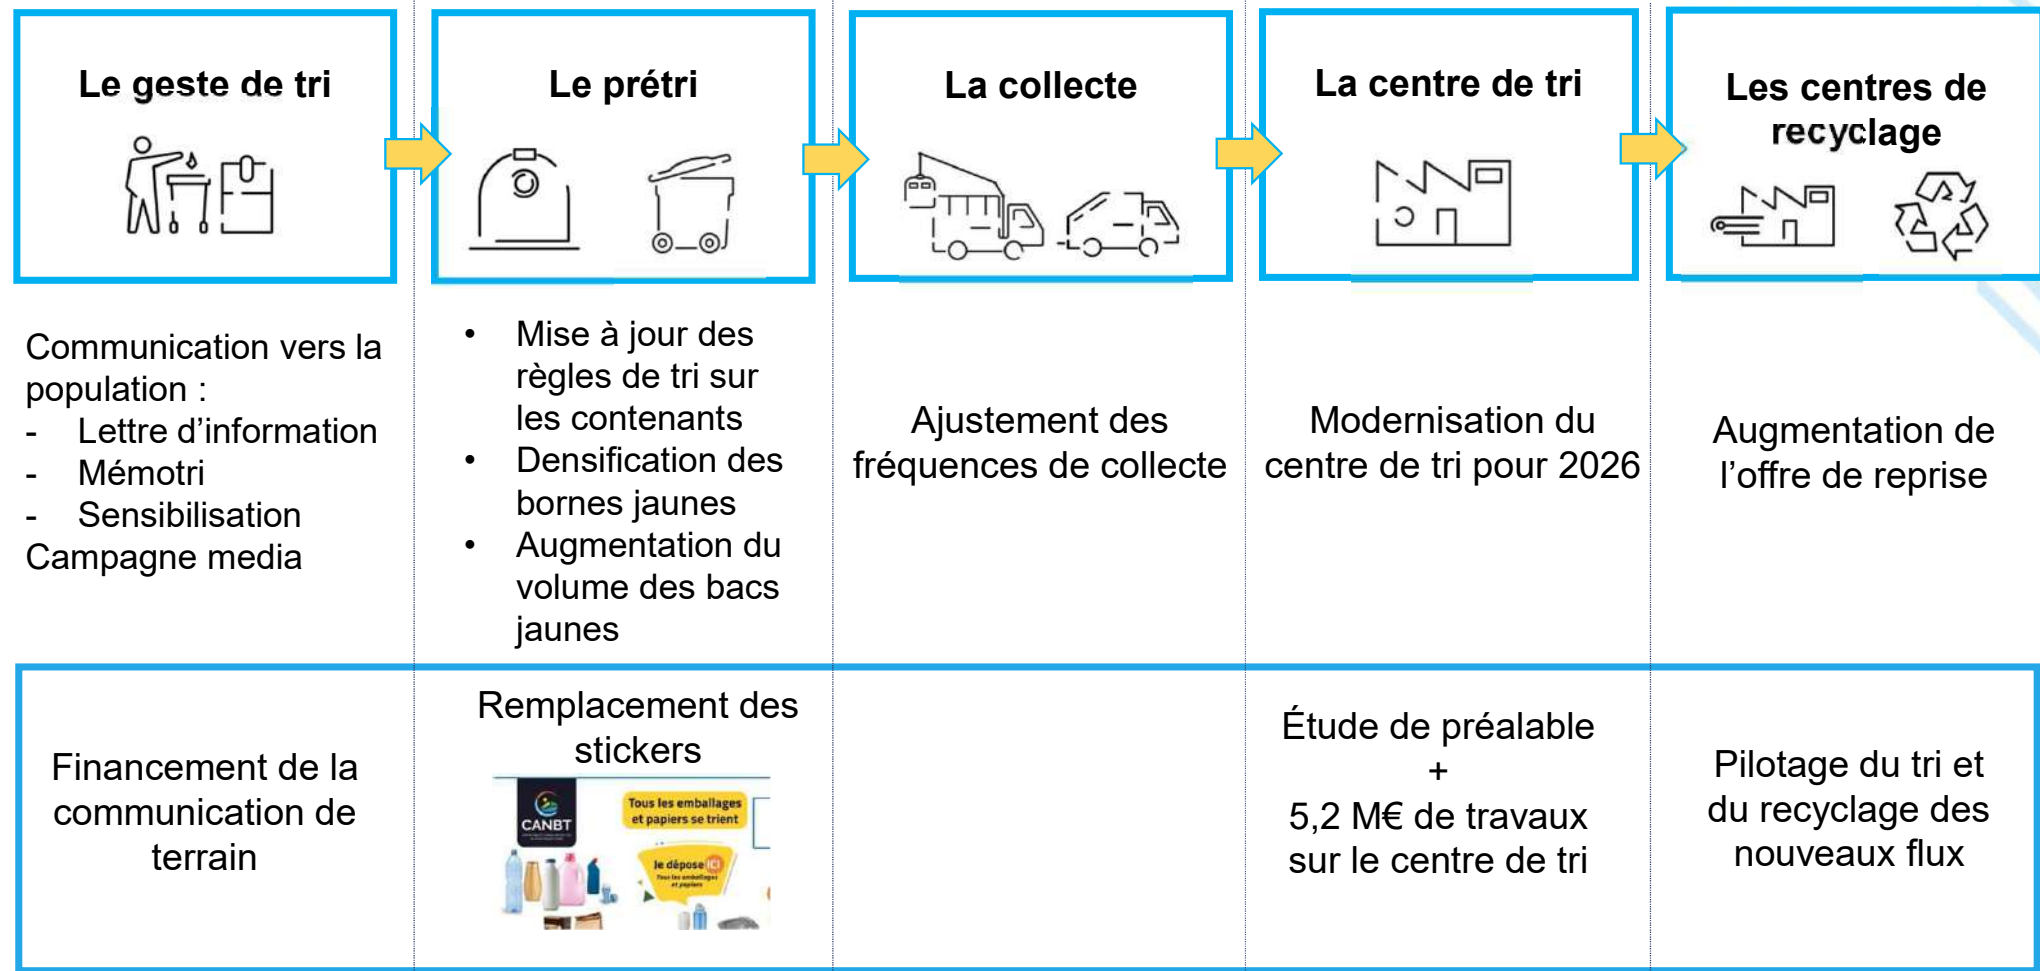 Le geste de tri
Le prétri
La collecte
La centre de tri
Les centres de
recyclage
Communication vers la
population :
- Lettre d’information
- Mémotri
- Sensibilisation
Campagne media
• Mise à jour des
règles de tri sur
les contenants
• Densification des
bornes jaunes
• Augmentation du
volume des bacs
jaunes
Ajustement des
fréquences de collecte
Modernisation du
centre de tri pour 2026
Augmentation de
l’offre de reprise
Financement de la
communication de
terrain
Remplacement des
stickers
CANBT
Tous les emballages
et papiers se trient
Je dépose ICI
Tous les emballages
et papiers
Étude de préalable
+
5,2 M€ de travaux
sur le centre de tri
Pilotage du tri et
du recyclage des
nouveaux flux